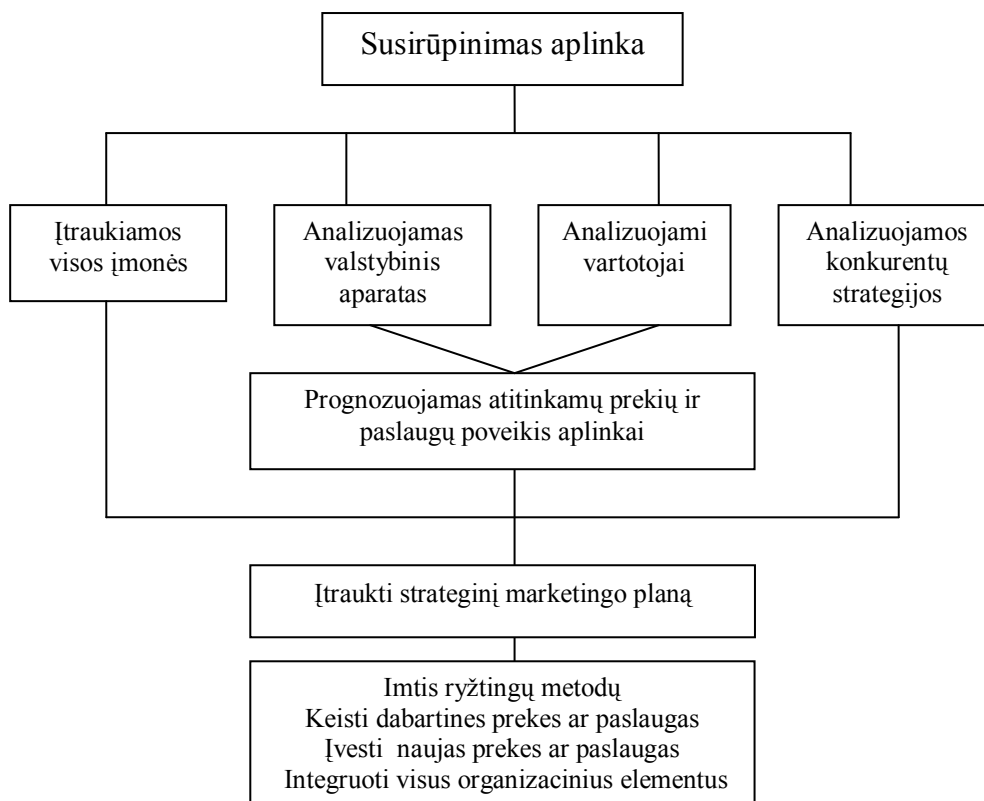 Susirūpinimas aplinka
Įtraukiamos
visos įmonės
Analizuojamas
valstybinis
aparatas
Analizuojami
vartotojai
Analizuojamos
konkurentų
strategijos
Prognozuojamas atitinkamų prekių ir
paslaugų poveikis aplinkai
Įtraukti strateginį marketingo planą
Imtis ryžtingų metodų
Keisti dabartines prekes ar paslaugas
Įvesti naujas prekes ar paslaugas
Integruoti visus organizacinius elementus